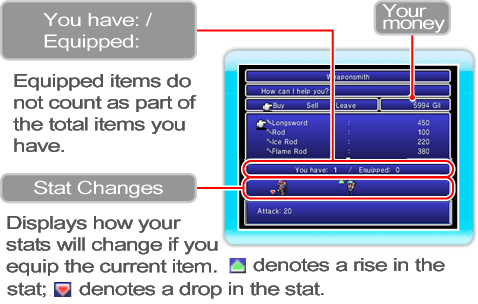 You have: /
Equipped:
Your
money
Equipped items do
not count as part of
the total items you
have.
Weaponsmith
How can I help you?
Buy Sell Leave 5994 Gil
Longsword : 450
Rod : 100
Ice Rod : 220
Flame Rod : 380
You have: 1 / Equipped: 0
Attack: 20
Stat Changes
Displays how your
stats will change if you
equip the current item. denotes a rise in the
stat; denotes a drop in the stat.